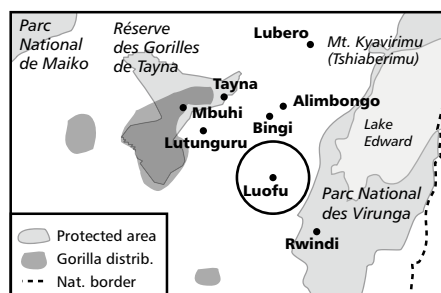 Parc
National
de Maiko
Réserve
des Gorilles
de Tayna
Lubero
Mt. Kyavirimu
(Tshiaberimu)
Tayna
Mbuhi
Alimbongo
Bingi
Lutunguru
Lake
Edward
Luofu
Parc National
des Virunga
Rwindi
Protected area
Gorilla distrib.
Nat. border